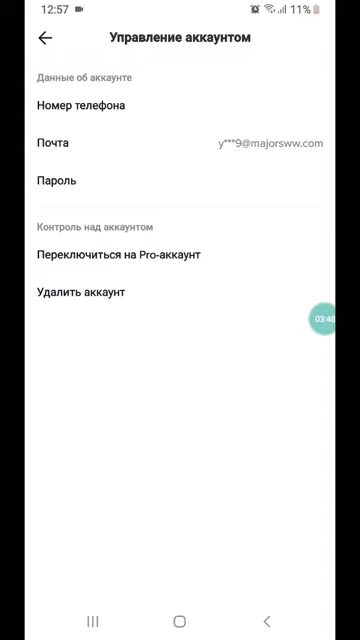 12:57 11%
Управление аккаунтом
Данные об аккаунте
Номер телефона
Почта y***9@majorsww.com
Пароль
Контроль над аккаунтом
Переключиться на Pro-аккаунт
Удалить аккаунт
03:48